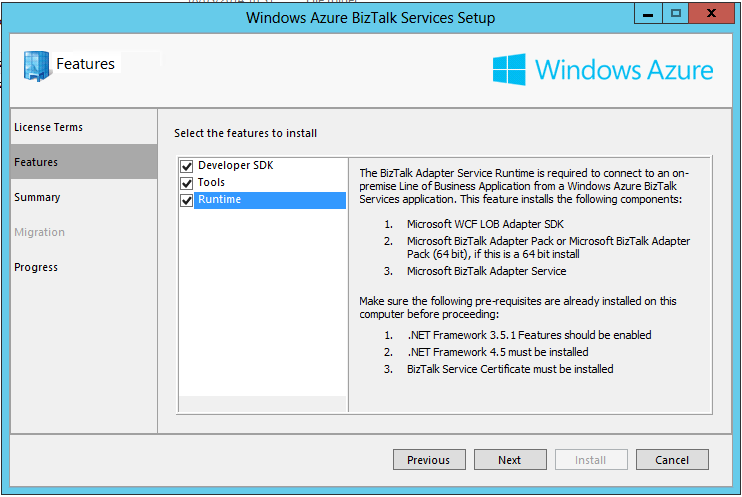 Windows Azure BizTalk Services Setup
Features
Windows Azure
License Terms
Features
Summary
Migration
Progress
Select the features to install
Developer SDK
Tools
Runtime
The BizTalk Adapter Service Runtime is required to connect to an on-
premise Line of Business Application from a Windows Azure BizTalk
Services application. This feature installs the following components:
1. Microsoft WCF LOB Adapter SDK
2. Microsoft BizTalk Adapter Pack or Microsoft BizTalk Adapter
Pack (64 bit), if this is a 64 bit install
3. Microsoft BizTalk Adapter Service
Make sure the following pre-requisites are already installed on this
computer before proceeding:
1. .NET Framework 3.5.1 Features should be enabled
2. .NET Framework 4.5 must be installed
3. BizTalk Service Certificate must be installed
Previous
Next
Install
Cancel